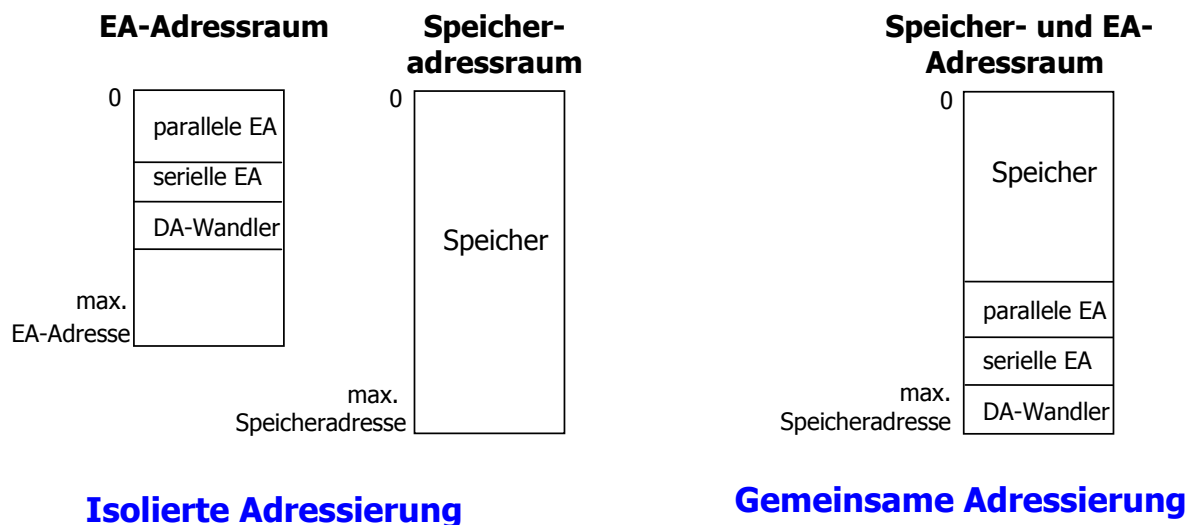 EA-Adressraum
0
parallele EA
serielle EA
DA-Wandler
max.
EA-Adresse
Speicher-
adressraum
0
Speicher
max.
Speicheradresse
Isolierte Adressierung
Speicher- und EA-
Adressraum
0
Speicher
parallele EA
serielle EA
DA-Wandler
max.
Speicheradresse
Gemeinsame Adressierung